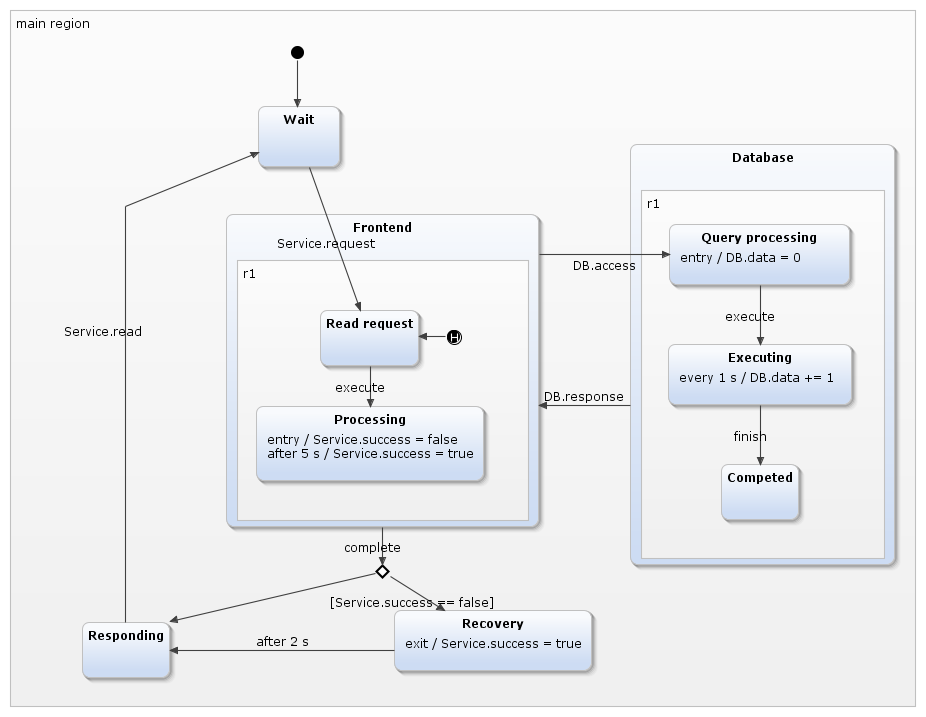 main region
Wait
Database
r1
Frontend
Service.request
Query processing
entry / DB.data = 0
DB.access
r1
Read request
H
execute
Service.read
execute
Executing
every 1 s / DB.data += 1
DB.response
Processing
entry / Service.success = false
after 5 s / Service.success = true
finish
Competed
complete
[Service.success == false]
Responding
after 2 s
Recovery
exit / Service.success = true